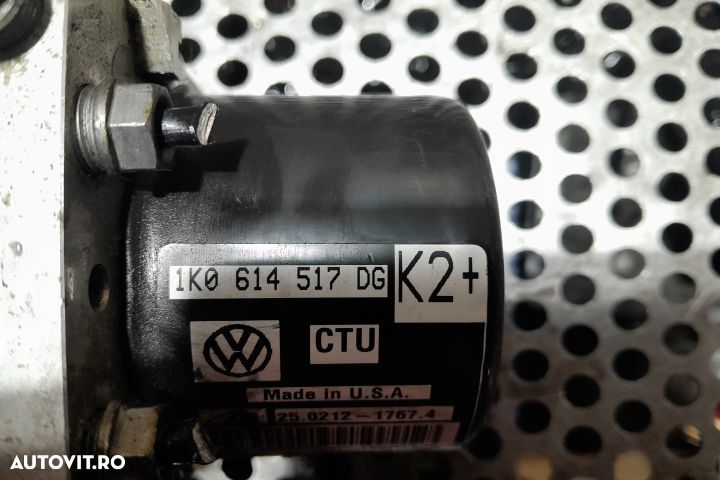 1K0 614 517 DG
K2+
CTU
Made In U.S.A.
25.0212-1767.4
AUTOVIT.RO